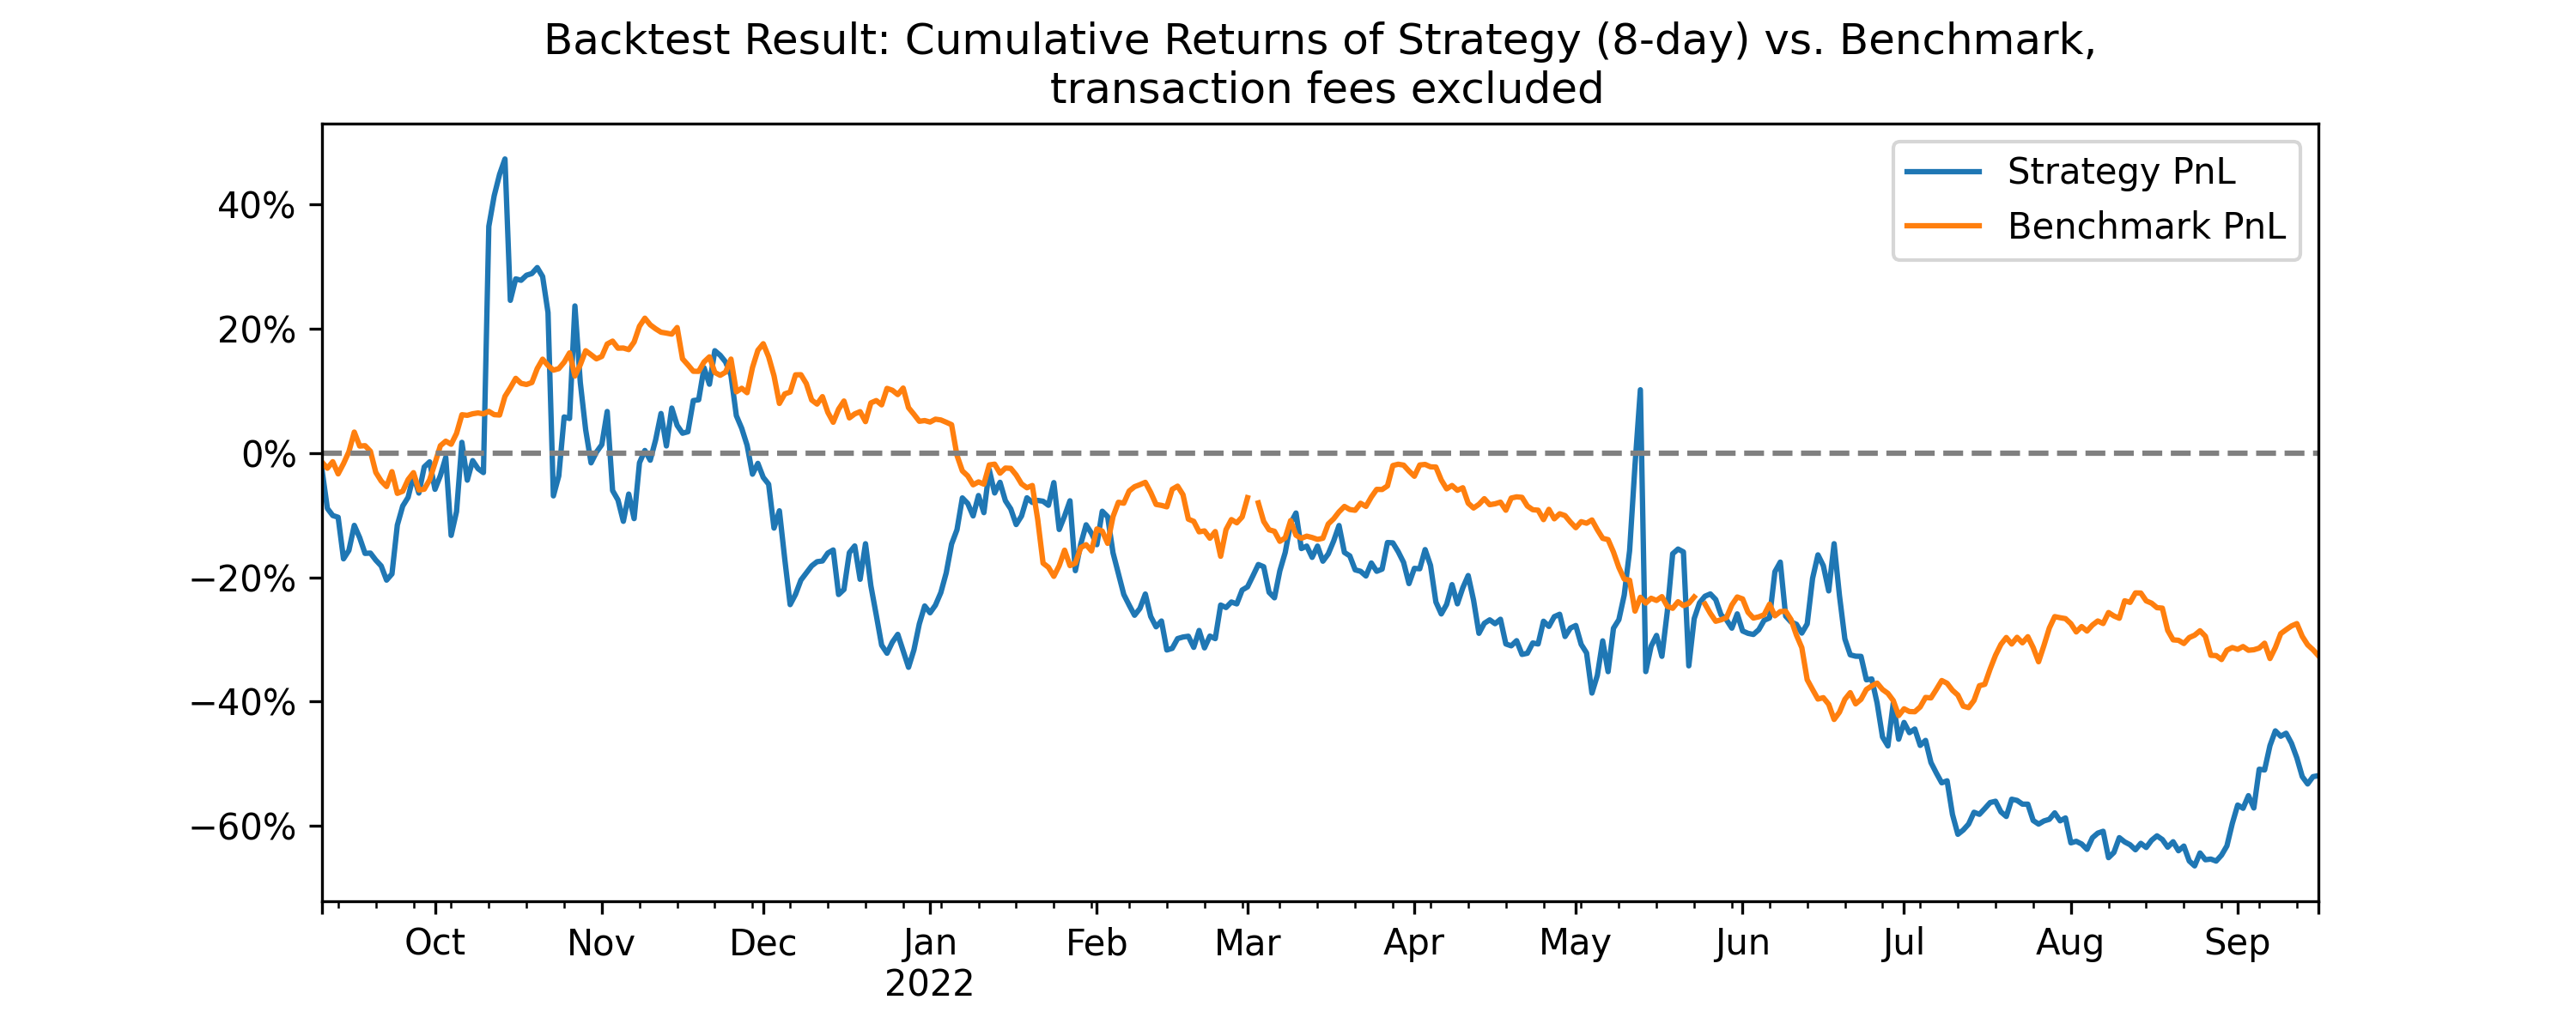 Backtest Result: Cumulative Returns of Strategy (8-day) vs. Benchmark,
transaction fees excluded
Strategy PnL
Benchmark PnL
40%
20%
0%
−20%
−40%
−60%
Oct Nov Dec Jan Feb Mar Apr May Jun Jul Aug Sep
2022